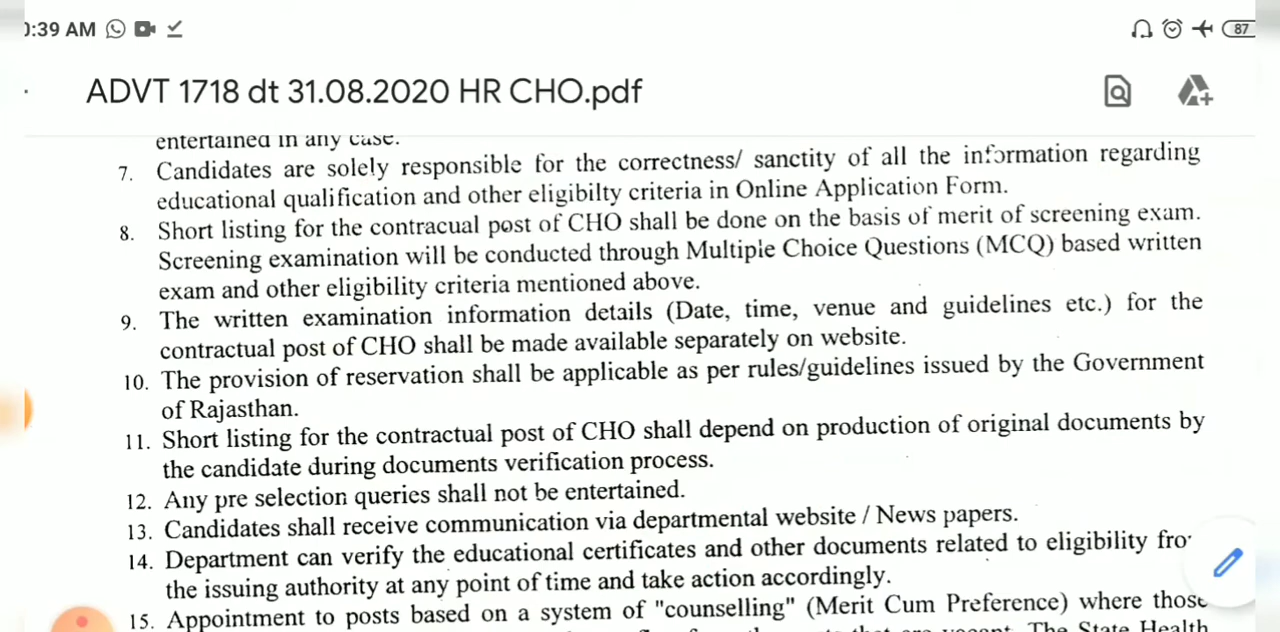 :39 AM
87
ADVT 1718 dt 31.08.2020 HR CHO.pdf
entertained in any case.
7. Candidates are solely responsible for the correctness/ sanctity of all the information regarding
educational qualification and other eligibilty criteria in Online Application Form.
8. Short listing for the contracual post of CHO shall be done on the basis of merit of screening exam.
Screening examination will be conducted through Multiple Choice Questions (MCQ) based written
exam and other eligibility criteria mentioned above.
9. The written examination information details (Date, time, venue and guidelines etc.) for the
contractual post of CHO shall be made available separately on website.
10. The provision of reservation shall be applicable as per rules/guidelines issued by the Government
of Rajasthan.
11. Short listing for the contractual post of CHO shall depend on production of original documents by
the candidate during documents verification process.
12. Any pre selection queries shall not be entertained.
13. Candidates shall receive communication via departmental website / News papers.
14. Department can verify the educational certificates and other documents related to eligibility fro
the issuing authority at any point of time and take action accordingly.
15. Appointment to posts based on a system of "counselling" (Merit Cum Preference) where those
The State Health